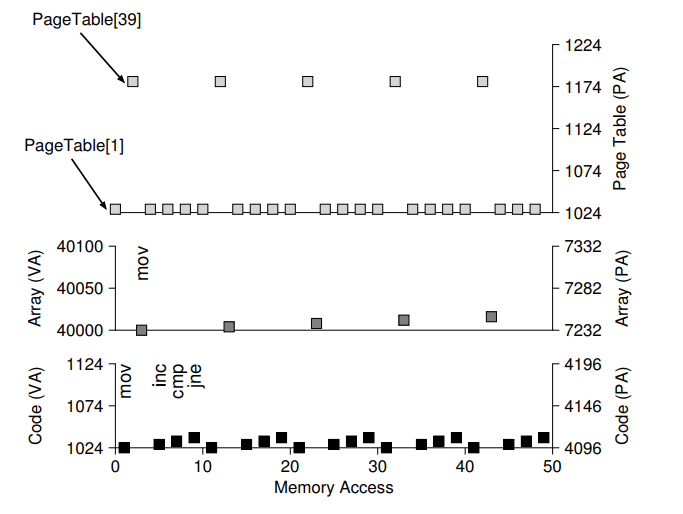 PageTable[39]
PageTable[1]
1224
1174
1124
1074
1024
Page Table (PA)
40100
40050
40000
Array (VA)
mov
7332
7282
7232
Array (PA)
1124
1074
1024
Code (VA)
mov
inc
cmp
jne
4196
4146
4096
Code (PA)
0 10 20 30 40 50
Memory Access